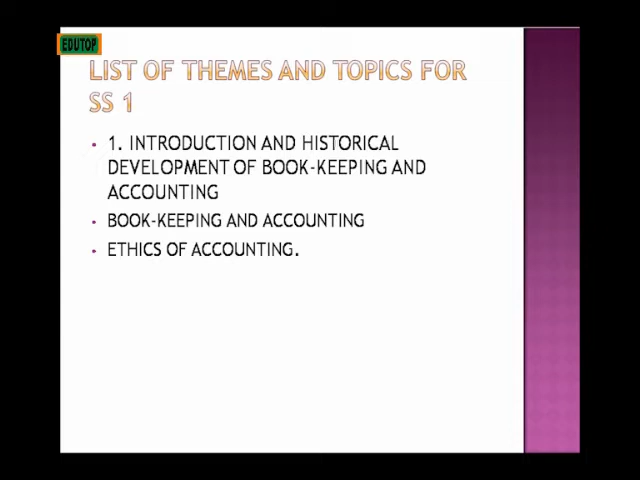 EDUTOP
LIST OF THEMES AND TOPICS FOR
SS 1
• 1. INTRODUCTION AND HISTORICAL
DEVELOPMENT OF BOOK-KEEPING AND
ACCOUNTING
• BOOK-KEEPING AND ACCOUNTING
• ETHICS OF ACCOUNTING.